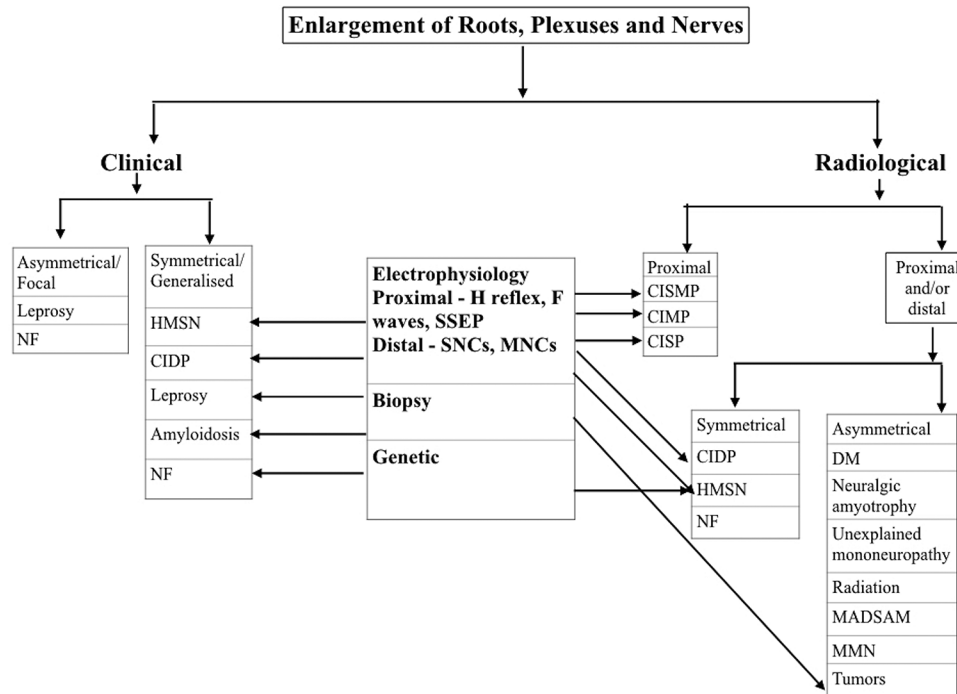 Enlargement of Roots, Plexuses and Nerves
Clinical
Radiological
Asymmetrical/
Focal
Leprosy
NF
Symmetrical/
Generalised
HMSN
CIDP
Leprosy
Amyloidosis
NF
Electrophysiology
Proximal - H reflex, F
waves, SSEP
Distal - SNCs, MNCs
Biopsy
Genetic
Proximal
CISMP
CIMP
CISP
Proximal
and/or
distal
Symmetrical
CIDP
HMSN
NF
Asymmetrical
DM
Neuralgic
amyotrophy
Unexplained
mononeuropathy
Radiation
MADSAM
MMN
Tumors